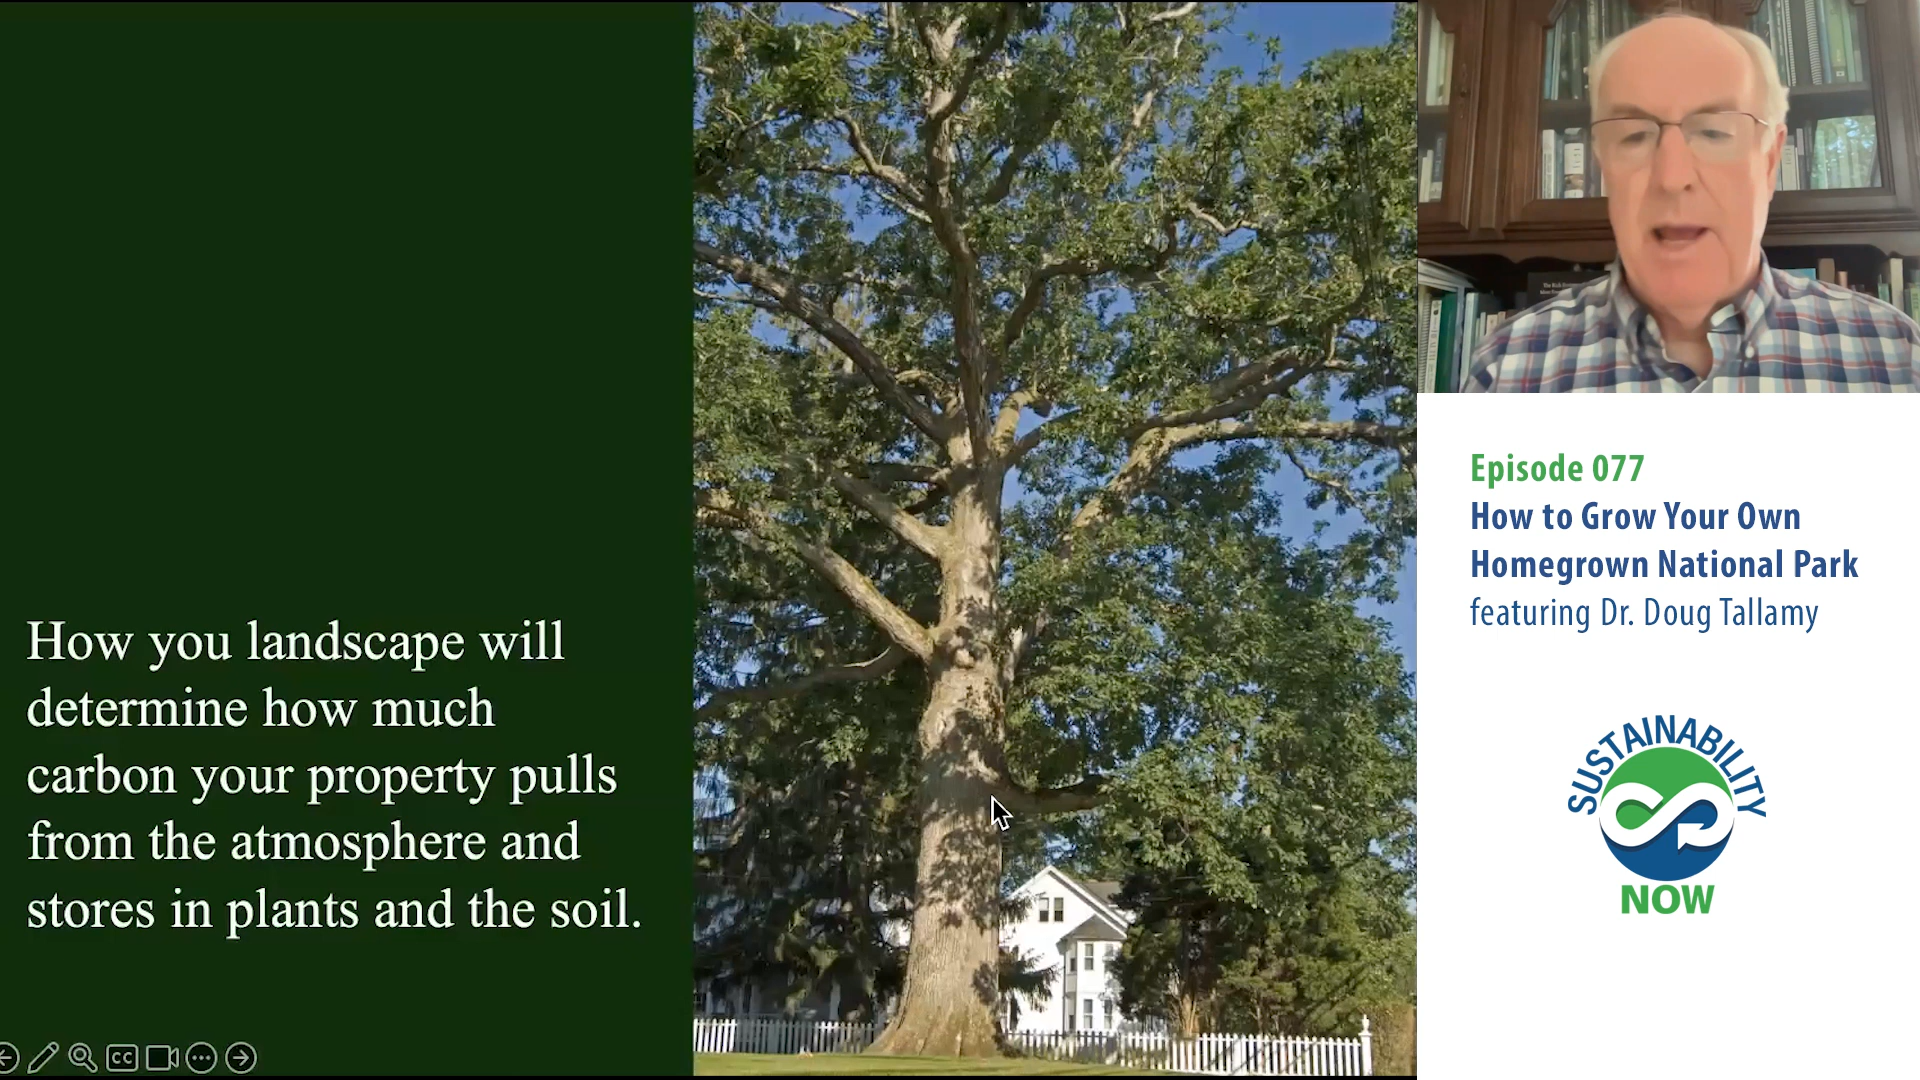 How you landscape will
determine how much
carbon your property pulls
from the atmosphere and
stores in plants and the soil.
CC
Episode 077
How to Grow Your Own
Homegrown National Park
featuring Dr. Doug Tallamy
SUSTAINABILITY
NOW